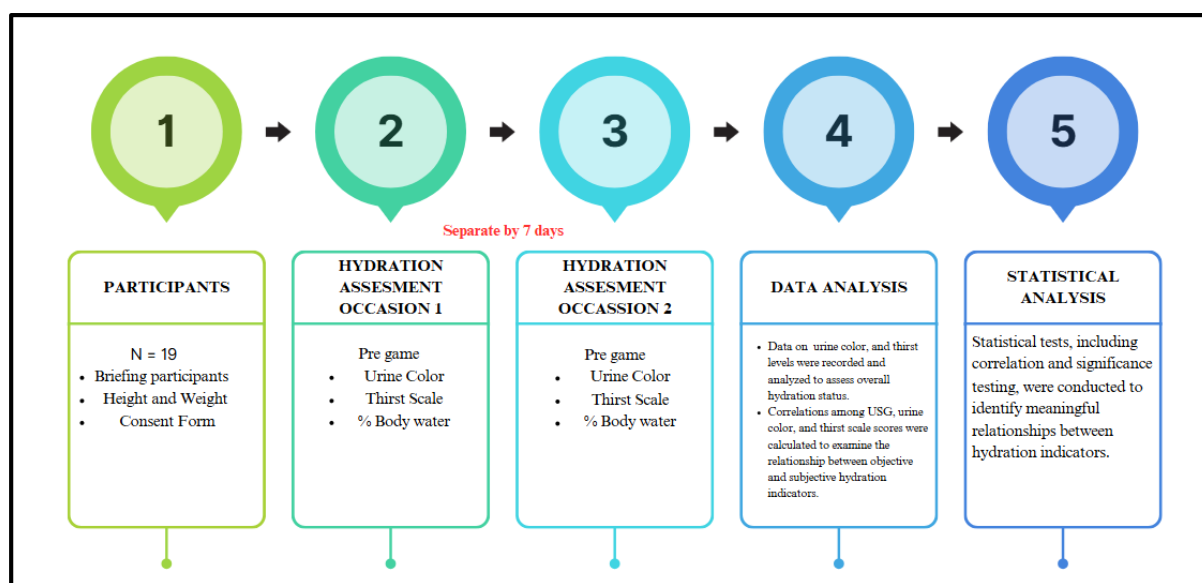 1
2
3
4
5
Separate by 7 days
PARTICIPANTS
N = 19
• Briefing participants
• Height and Weight
• Consent Form
HYDRATION
ASSESMENT
OCCASION 1
Pre game
• Urine Color
• Thirst Scale
• % Body water
HYDRATION
ASSESMENT
OCCASSION 2
Pre game
• Urine Color
• Thirst Scale
• % Body water
DATA ANALYSIS
• Data on urine color, and thirst
levels were recorded and
analyzed to assess overall
hydration status.
• Correlations among USG, urine
color, and thirst scale scores were
calculated to examine the
relationship between objective
and subjective hydration
indicators.
STATISTICAL
ANALYSIS
Statistical tests, including
correlation and significance
testing, were conducted to
identify meaningful
relationships between
hydration indicators.